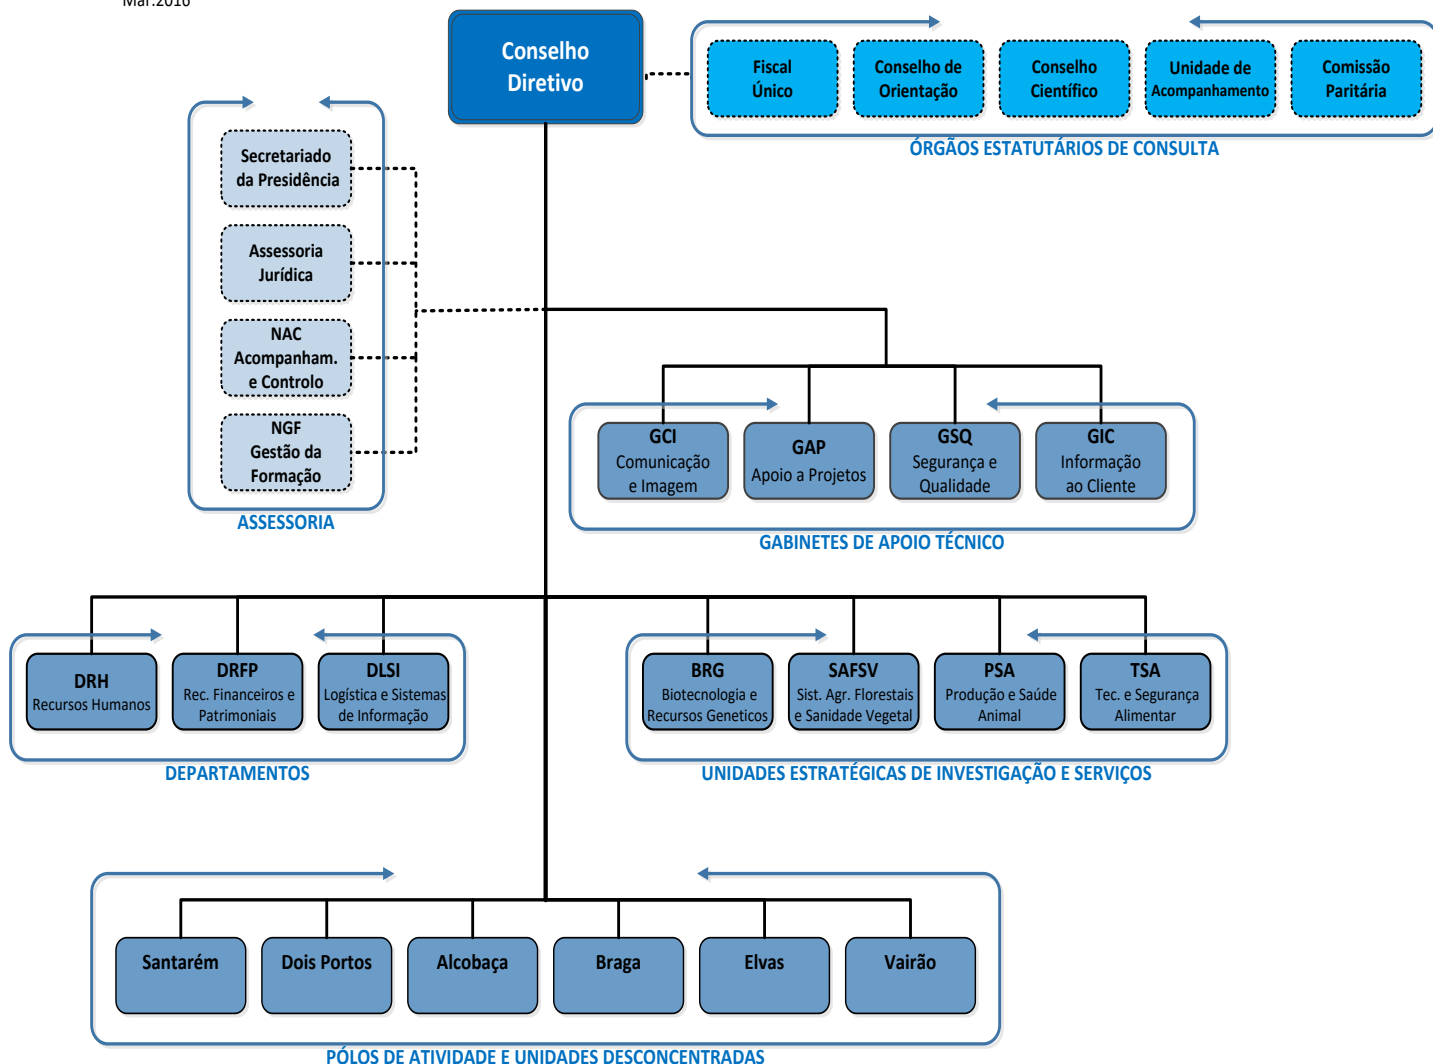 Mar.2016
Conselho
Diretivo
Fiscal
Único
Conselho de
Orientação
Conselho
Científico
Unidade de
Acompanhamento
Comissão
Paritária
ÓRGÃOS ESTATUTÁRIOS DE CONSULTA
Secretariado
da Presidência
Assessoria
Jurídica
NAC
Acompanham.
e Controlo
NGF
Gestão da
Formação
ASSESSORIA
GCI
Comunicação
e Imagem
GAP
Apoio a Projetos
GSQ
Segurança e
Qualidade
GIC
Informação
ao Cliente
GABINETES DE APOIO TÉCNICO
DRH
Recursos Humanos
DRFP
Rec. Financeiros e
Patrimoniais
DLSI
Logística e Sistemas
de Informação
DEPARTAMENTOS
BRG
Biotecnologia e
Recursos Geneticos
SAFSV
Sist. Agr. Florestais
e Sanidade Vegetal
PSA
Produção e Saúde
Animal
TSA
Tec. e Segurança
Alimentar
UNIDADES ESTRATÉGICAS DE INVESTIGAÇÃO E SERVIÇOS
Santarém
Dois Portos
Alcobaça
Braga
Elvas
Vairão
PÓLOS DE ATIVIDADE E UNIDADES DESCONCENTRADAS